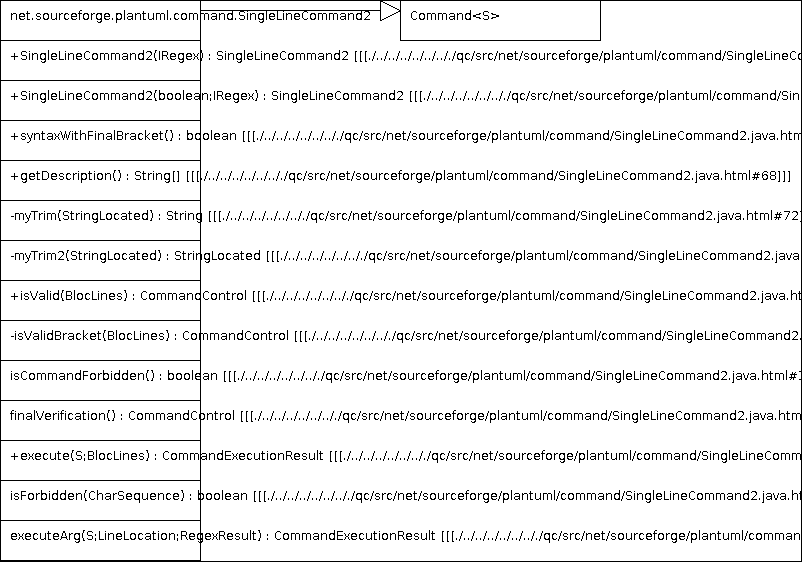 net.sourceforge.plantuml.command.SingleLineCommand2
Command<S>
+SingleLineCommand2(IRegex) : SingleLineCommand2 [[[./../../../../../../qc/src/net/sourceforge/plantuml/command/SingleLineCo
+SingleLineCommand2(boolean;IRegex) : SingleLineCommand2 [[[./../../../../../../qc/src/net/sourceforge/plantuml/command/Sin
+syntaxWithFinalBracket() : boolean [[[./../../../../../../qc/src/net/sourceforge/plantuml/command/SingleLineCommand2.java.htm
+getDescription() : String[] [[[./../../../../../../qc/src/net/sourceforge/plantuml/command/SingleLineCommand2.java.html#68]]]
-myTrim(StringLocated) : String [[[./../../../../../../qc/src/net/sourceforge/plantuml/command/SingleLineCommand2.java.html#72]
-myTrim2(StringLocated) : StringLocated [[[./../../../../../../qc/src/net/sourceforge/plantuml/command/SingleLineCommand2.java
+isValid(BlocLines) : CommandControl [[[./../../../../../../qc/src/net/sourceforge/plantuml/command/SingleLineCommand2.java.ht
-isValidBracket(BlocLines) : CommandControl [[[./../../../../../../qc/src/net/sourceforge/plantuml/command/SingleLineCommand2.
isCommandForbidden() : boolean [[[./../../../../../../qc/src/net/sourceforge/plantuml/command/SingleLineCommand2.java.html#1
finalVerification() : CommandControl [[[./../../../../../../qc/src/net/sourceforge/plantuml/command/SingleLineCommand2.java.htm
+execute(S;BlocLines) : CommandExecutionResult [[[./../../../../../../qc/src/net/sourceforge/plantuml/command/SingleLineComm
isForbidden(CharSequence) : boolean [[[./../../../../../../qc/src/net/sourceforge/plantuml/command/SingleLineCommand2.java.ht
executeArg(S;LineLocation;RegexResult) : CommandExecutionResult [[[./../../../../../../qc/src/net/sourceforge/plantuml/comman